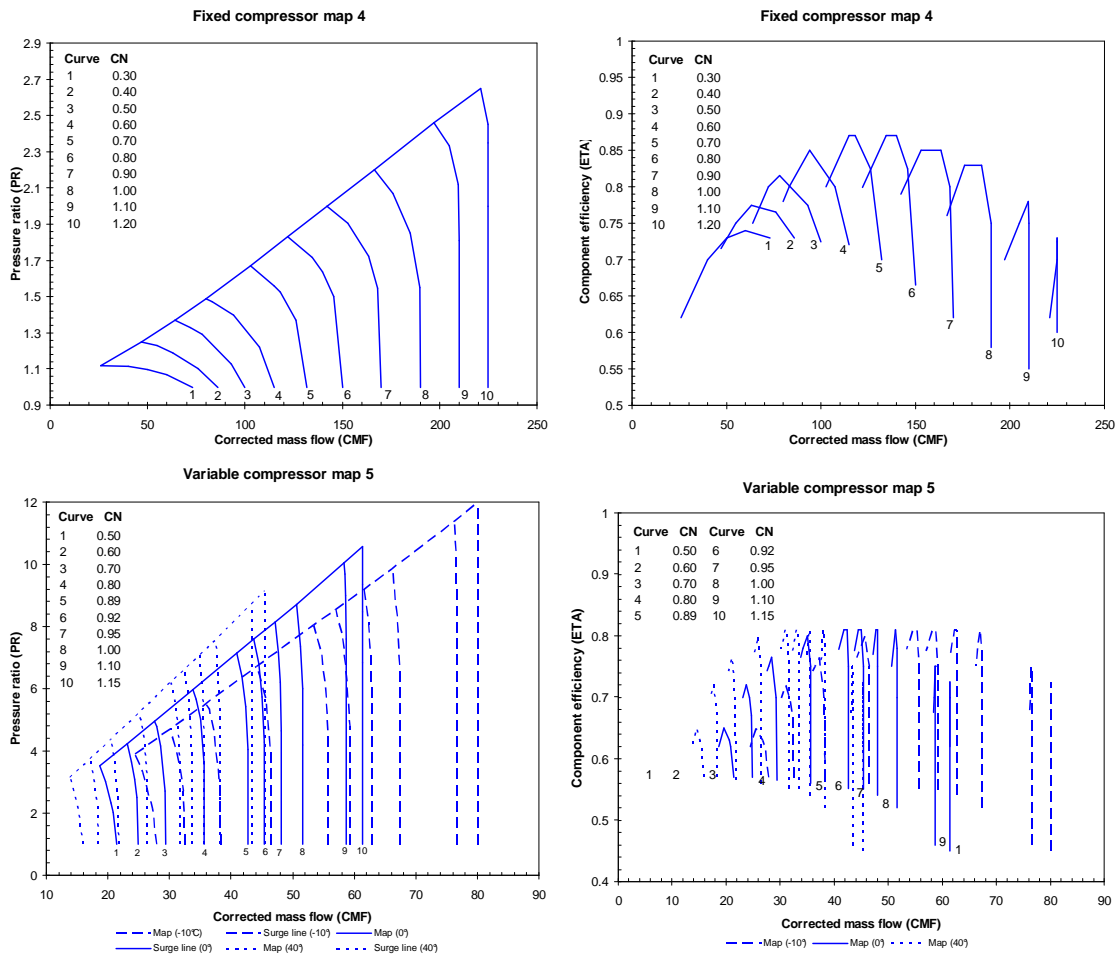 Fixed compressor map 4
2.9
2.7
2.5
2.3
2.1
1.9
1.7
1.5
1.3
1.1
0.9
Pressure ratio (PR)
Curve CN
1 0.30
2 0.40
3 0.50
4 0.60
5 0.70
6 0.80
7 0.90
8 1.00
9 1.10
10 1.20
1 2 3 4 5 6 7 8 9 10
0 50 100 150 200 250
Corrected mass flow (CMF)
Fixed compressor map 4
1
0.95
0.9
0.85
0.8
0.75
0.7
0.65
0.6
0.55
0.5
Component efficiency (ETA)
Curve CN
1 0.30
2 0.40
3 0.50
4 0.60
5 0.70
6 0.80
7 0.90
8 1.00
9 1.10
10 1.20
1 2 3 4 5 6 7 8 9 10
0 50 100 150 200 250
Corrected mass flow (CMF)
Variable compressor map 5
12
10
8
6
4
2
0
Pressure ratio (PR)
Curve CN
1 0.50
2 0.60
3 0.70
4 0.80
5 0.89
6 0.92
7 0.95
8 1.00
9 1.10
10 1.15
1 2 3 4 5 6 7 8 9 10
10 20 30 40 50 60 70 80 90
Corrected mass flow (CMF)
Map (-10°C) Surge line (-10°) Map (0°)
Surge line (0°) Map (40°) Surge line (40°)
Variable compressor map 5
1
0.9
0.8
0.7
0.6
0.5
0.4
Component efficiency (ETA)
Curve CN Curve CN
1 0.50 6 0.92
2 0.60 7 0.95
3 0.70 8 1.00
4 0.80 9 1.10
5 0.89 10 1.15
1 2 3 4 5 6 7 8 9 1
0 10 20 30 40 50 60 70 80 90
Corrected mass flow (CMF)
Map (-10°) Map (0°) Map (40°)